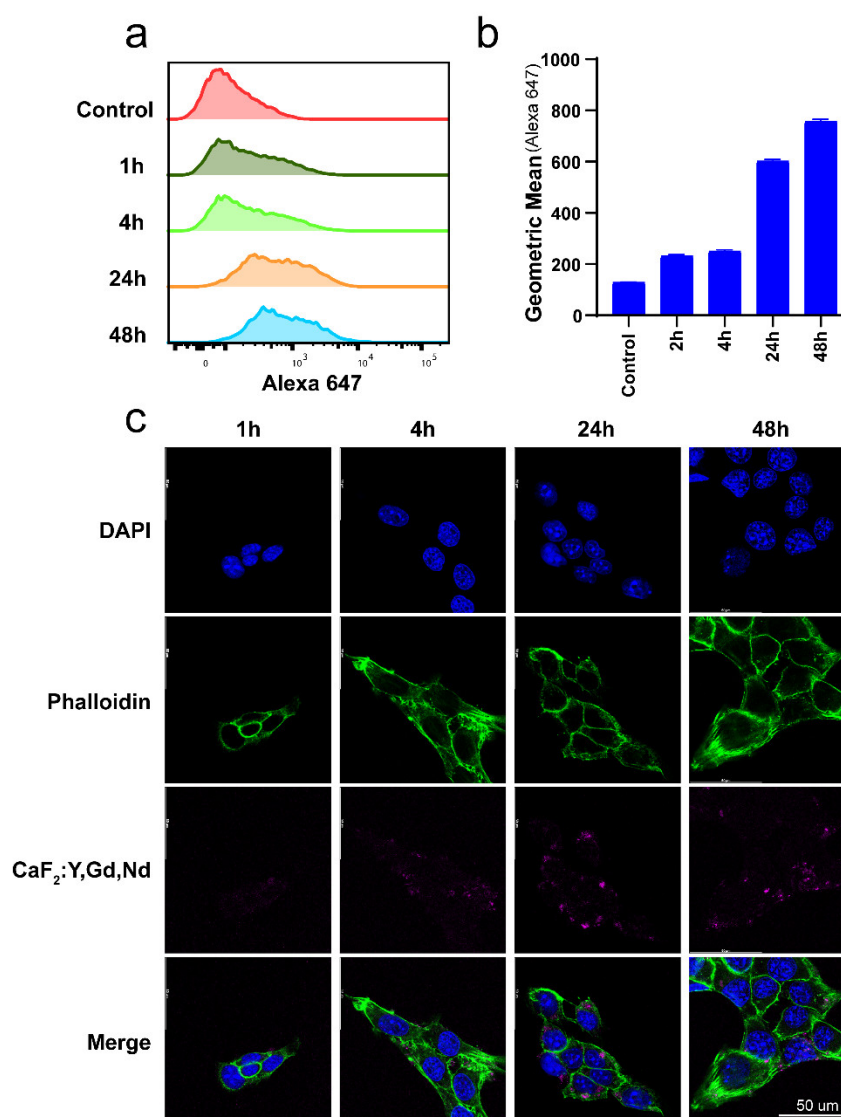 a
Control
1h
4h
24h
48h
0 10³ 10⁴ 10⁵
Alexa 647
b
Geometric Mean (Alexa 647)
1000
800
600
400
200
0
Control 2h 4h 24h 48h
c
1h 4h 24h 48h
DAPI
Phalloidin
CaF₂:Y,Gd,Nd
Merge
50 um